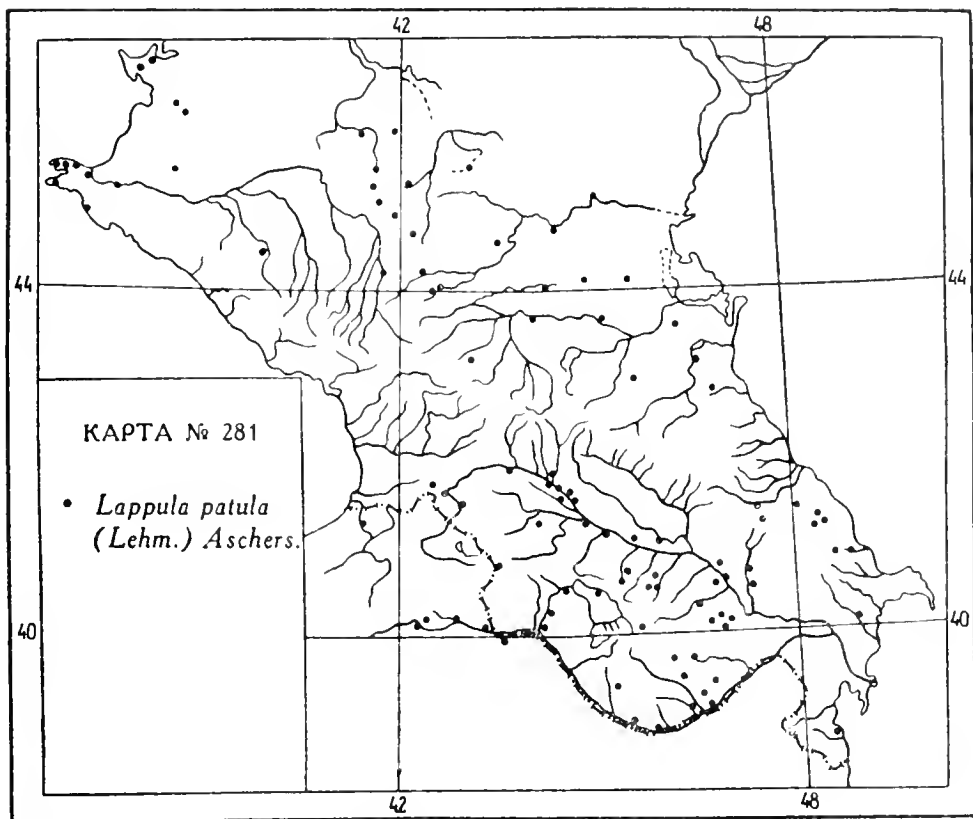 42 48
44 44
КАРТА № 281
• Lappula patula
(Lehm.) Aschers.
40 40
42 48